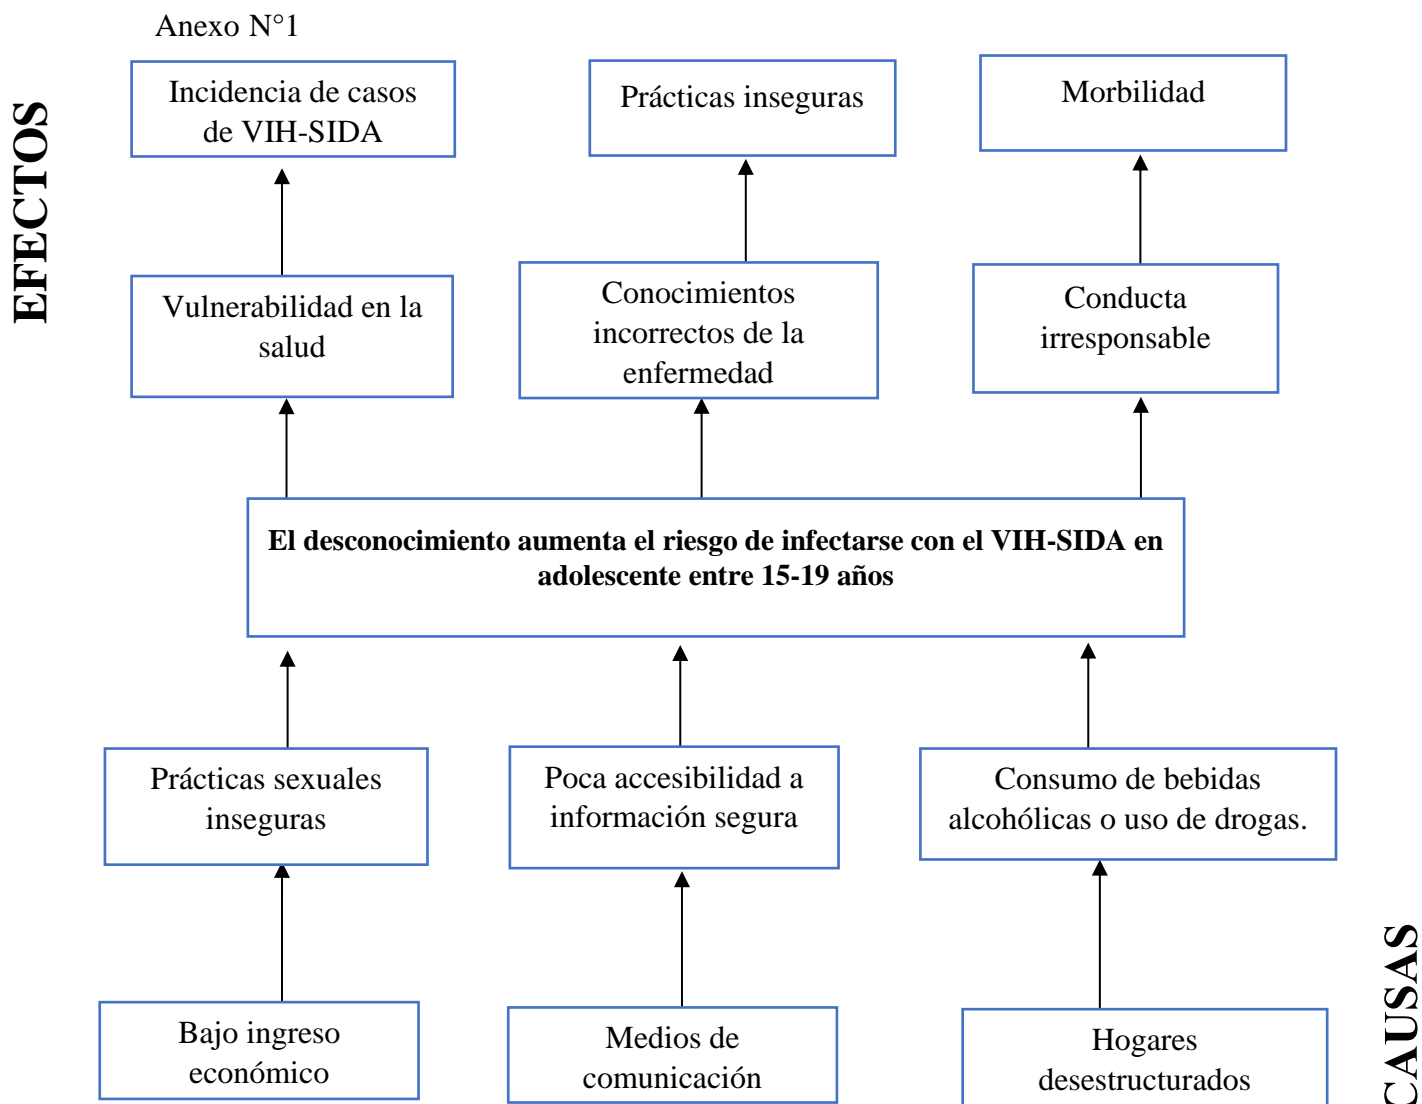 Anexo N°1
EFECTOS
Incidencia de casos
de VIH-SIDA
Prácticas inseguras
Morbilidad
Vulnerabilidad en la
salud
Conocimientos
incorrectos de la
enfermedad
Conducta
irresponsable
El desconocimiento aumenta el riesgo de infectarse con el VIH-SIDA en
adolescente entre 15-19 años
Prácticas sexuales
inseguras
Poca accesibilidad a
información segura
Consumo de bebidas
alcohólicas o uso de drogas.
CAUSAS
Bajo ingreso
económico
Medios de
comunicación
Hogares
desestructurados